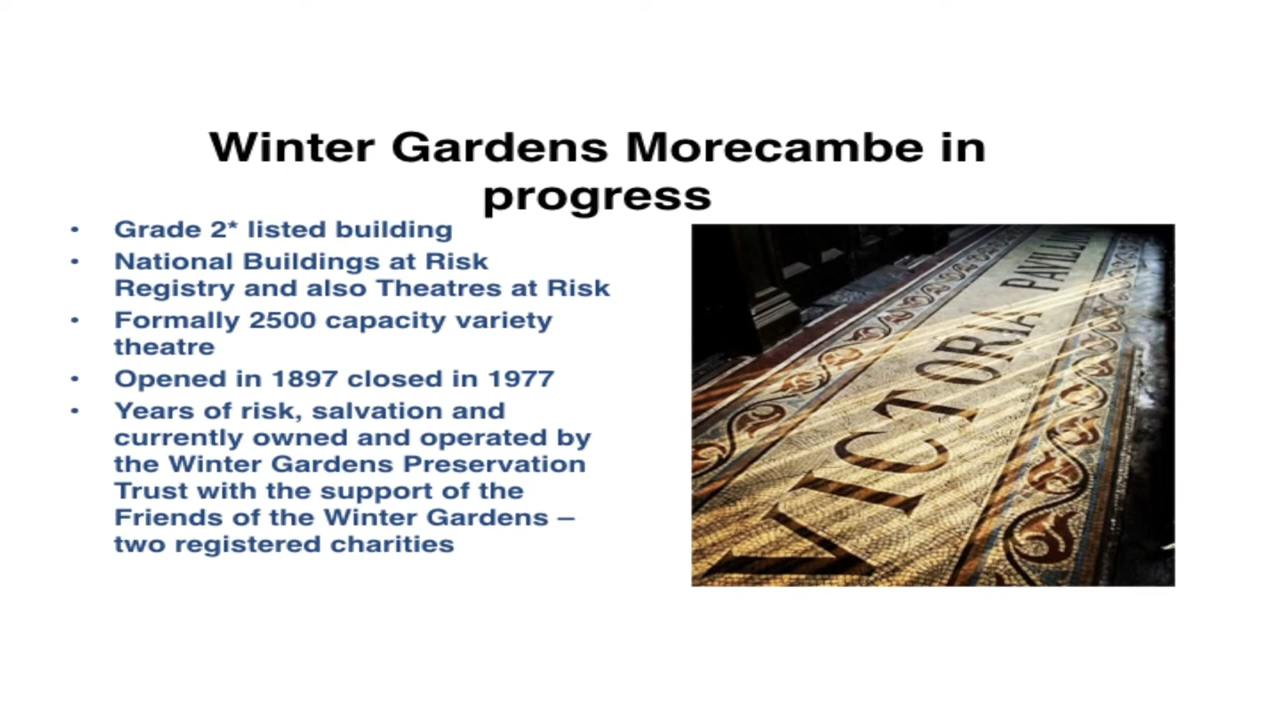 Winter Gardens Morecambe in
progress
• Grade 2* listed building
• National Buildings at Risk
Registry and also Theatres at Risk
• Formally 2500 capacity variety
theatre
• Opened in 1897 closed in 1977
• Years of risk, salvation and
currently owned and operated by
the Winter Gardens Preservation
Trust with the support of the
Friends of the Winter Gardens –
two registered charities
VICTORIA